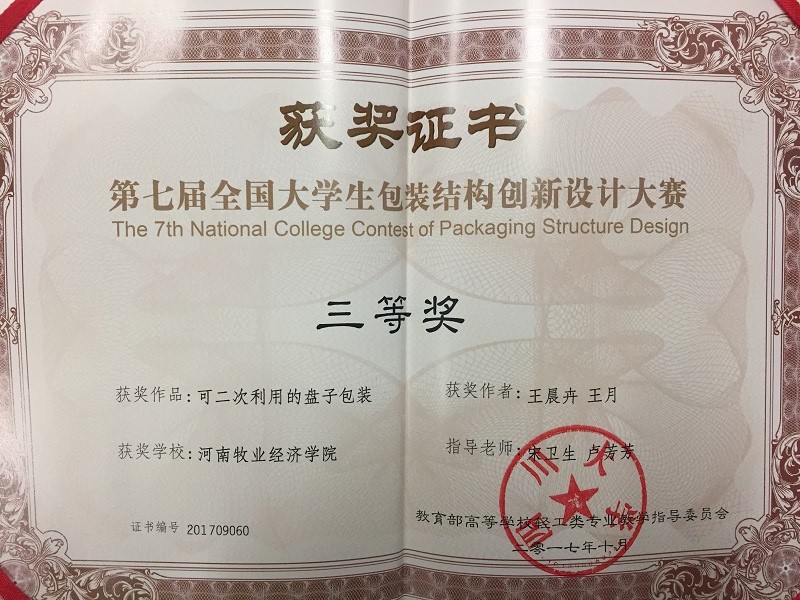 获奖证书
第七届全国大学生包装结构创新设计大赛
The 7th National College Contest of Packaging Structure Design
三等奖
获奖作品:可二次利用的盘子包装
获奖作者:王晨卉 王月
获奖学校:河南牧业经济学院
指导老师:宋卫生 卢芳芳
四川大学
教育部高等学校轻工类专业教学指导委员会
证书编号 201709060
二〇一七年十月